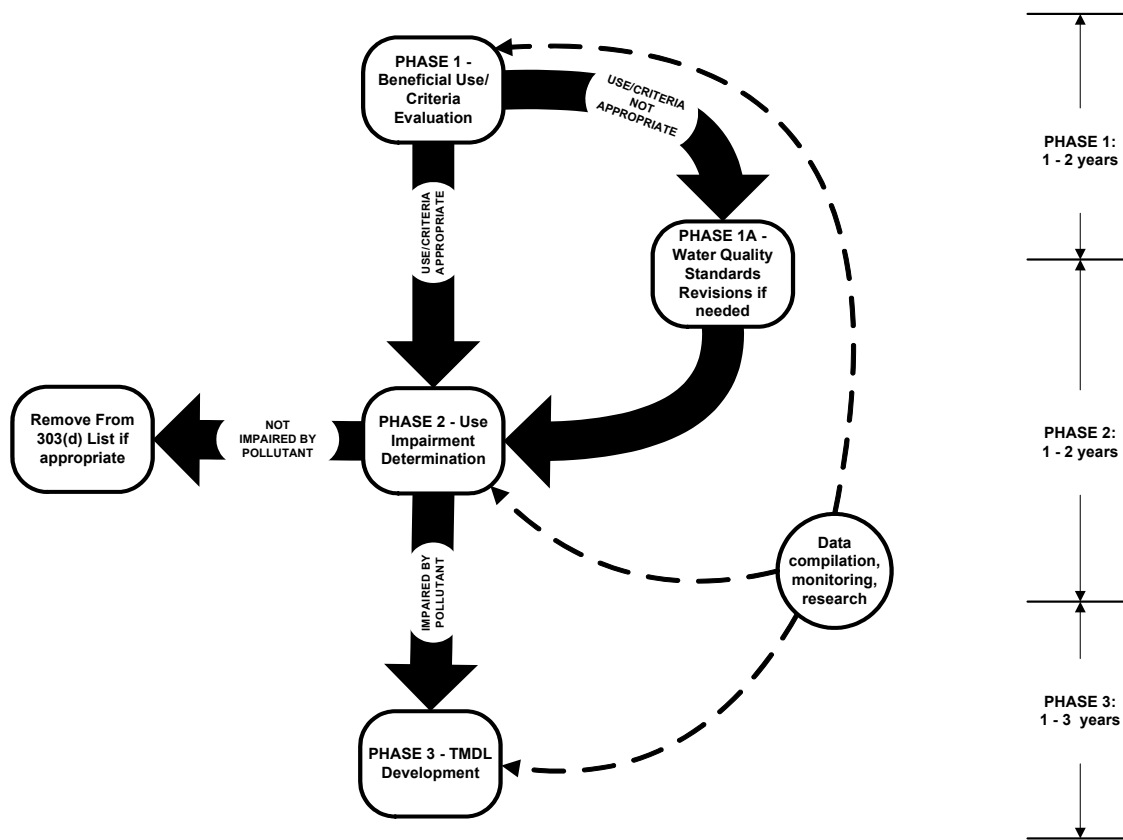 PHASE 1 -
Beneficial Use/
Criteria
Evaluation
USE/CRITERIA
NOT
APPROPRIATE
PHASE 1:
1 - 2 years
USE/CRITERIA
APPROPRIATE
PHASE 1A -
Water Quality
Standards
Revisions if
needed
Remove From
303(d) List if
appropriate
NOT
IMPAIRED BY
POLLUTANT
PHASE 2 - Use
Impairment
Determination
PHASE 2:
1 - 2 years
Data
compilation,
monitoring,
research
IMPAIRED BY
POLLUTANT
PHASE 3 - TMDL
Development
PHASE 3:
1 - 3 years